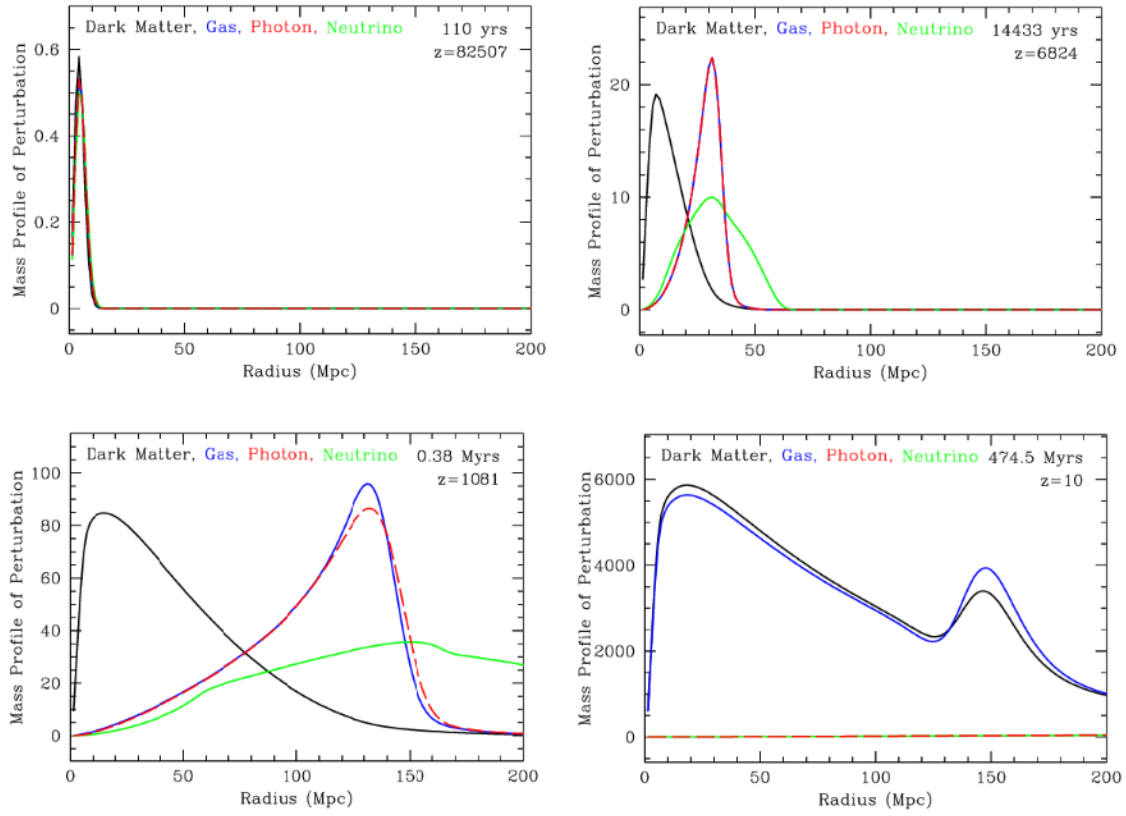 Dark Matter, Gas, Photon, Neutrino
110 yrs
z=82507
Mass Profile of Perturbation
0.6
0.4
0.2
0
0 50 100 150 200
Radius (Mpc)
Dark Matter, Gas, Photon, Neutrino
14433 yrs
z=6824
Mass Profile of Perturbation
20
10
0
0 50 100 150 200
Radius (Mpc)
Dark Matter, Gas, Photon, Neutrino
0.38 Myrs
z=1081
Mass Profile of Perturbation
100
80
60
40
20
0
0 50 100 150 200
Radius (Mpc)
Dark Matter, Gas, Photon, Neutrino
474.5 Myrs
z=10
Mass Profile of Perturbation
6000
4000
2000
0
0 50 100 150 200
Radius (Mpc)